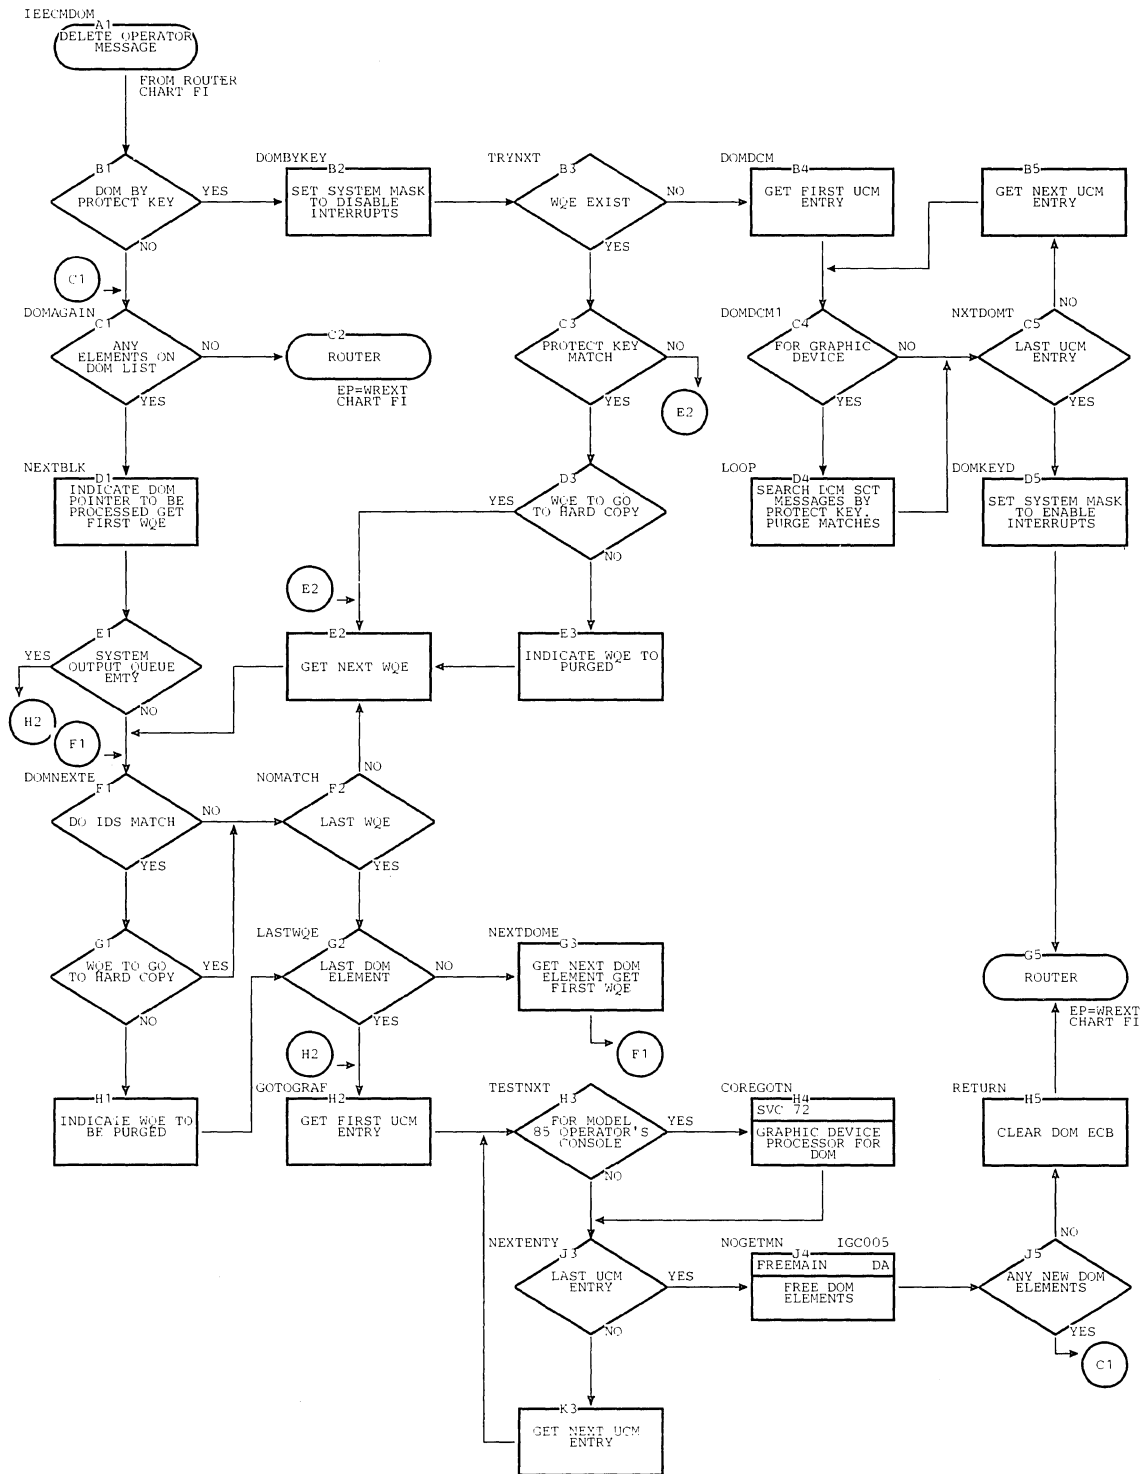 IEECMDOM
A1
DELETE OPERATOR
MESSAGE
FROM ROUTER
CHART FI
B1
DOM BY
PROTECT KEY
YES
NO
DOMBYKEY
B2
SET SYSTEM MASK
TO DISABLE
INTERRUPTS
TRYNXT
B3
WQE EXIST
NO
YES
DOMDCM
B4
GET FIRST UCM
ENTRY
B5
GET NEXT UCM
ENTRY
C1
DOMAGAIN
C1
ANY
ELEMENTS ON
DOM LIST
NO
YES
C2
ROUTER
EP=WREXT
CHART FI
C3
PROTECT KEY
MATCH
NO
YES
E2
DOMDCM1
C4
FOR GRAPHIC
DEVICE
NO
YES
NXTDOMT
C5
LAST UCM
ENTRY
NO
YES
NEXTBLK
D1
INDICATE DOM
POINTER TO BE
PROCESSED GET
FIRST WQE
D3
WQE TO GO
TO HARD COPY
YES
NO
LOOP
D4
SEARCH DCM SCT
MESSAGES BY
PROTECT KEY.
PURGE MATCHES
DOMKEYD
D5
SET SYSTEM MASK
TO ENABLE
INTERRUPTS
E2
E1
SYSTEM
OUTPUT QUEUE
EMTY
YES
NO
H2
E2
GET NEXT WQE
E3
INDICATE WQE TO
PURGED
F1
DOMNEXTE
F1
DO IDS MATCH
NO
YES
NOMATCH
F2
LAST WQE
NO
YES
G1
WQE TO GO
TO HARD COPY
YES
NO
LASTWQE
G2
LAST DOM
ELEMENT
NO
YES
NEXTDOME
G3
GET NEXT DOM
ELEMENT GET
FIRST WQE
F1
G5
ROUTER
EP=WREXT
CHART FI
H2
H1
INDICATE WQE TO
BE PURGED
GOTOGRAF
H2
GET FIRST UCM
ENTRY
TESTNXT
H3
FOR MODEL
85 OPERATOR'S
CONSOLE
YES
NO
COREGOTN
H4
SVC 72
GRAPHIC DEVICE
PROCESSOR FOR
DOM
RETURN
H5
CLEAR DOM ECB
NEXTENTY
J3
LAST UCM
ENTRY
YES
NO
NOGETMN IGC005
J4
FREEMAIN DA
FREE DOM
ELEMENTS
J5
ANY NEW DOM
ELEMENTS
NO
YES
C1
K3
GET NEXT UCM
ENTRY